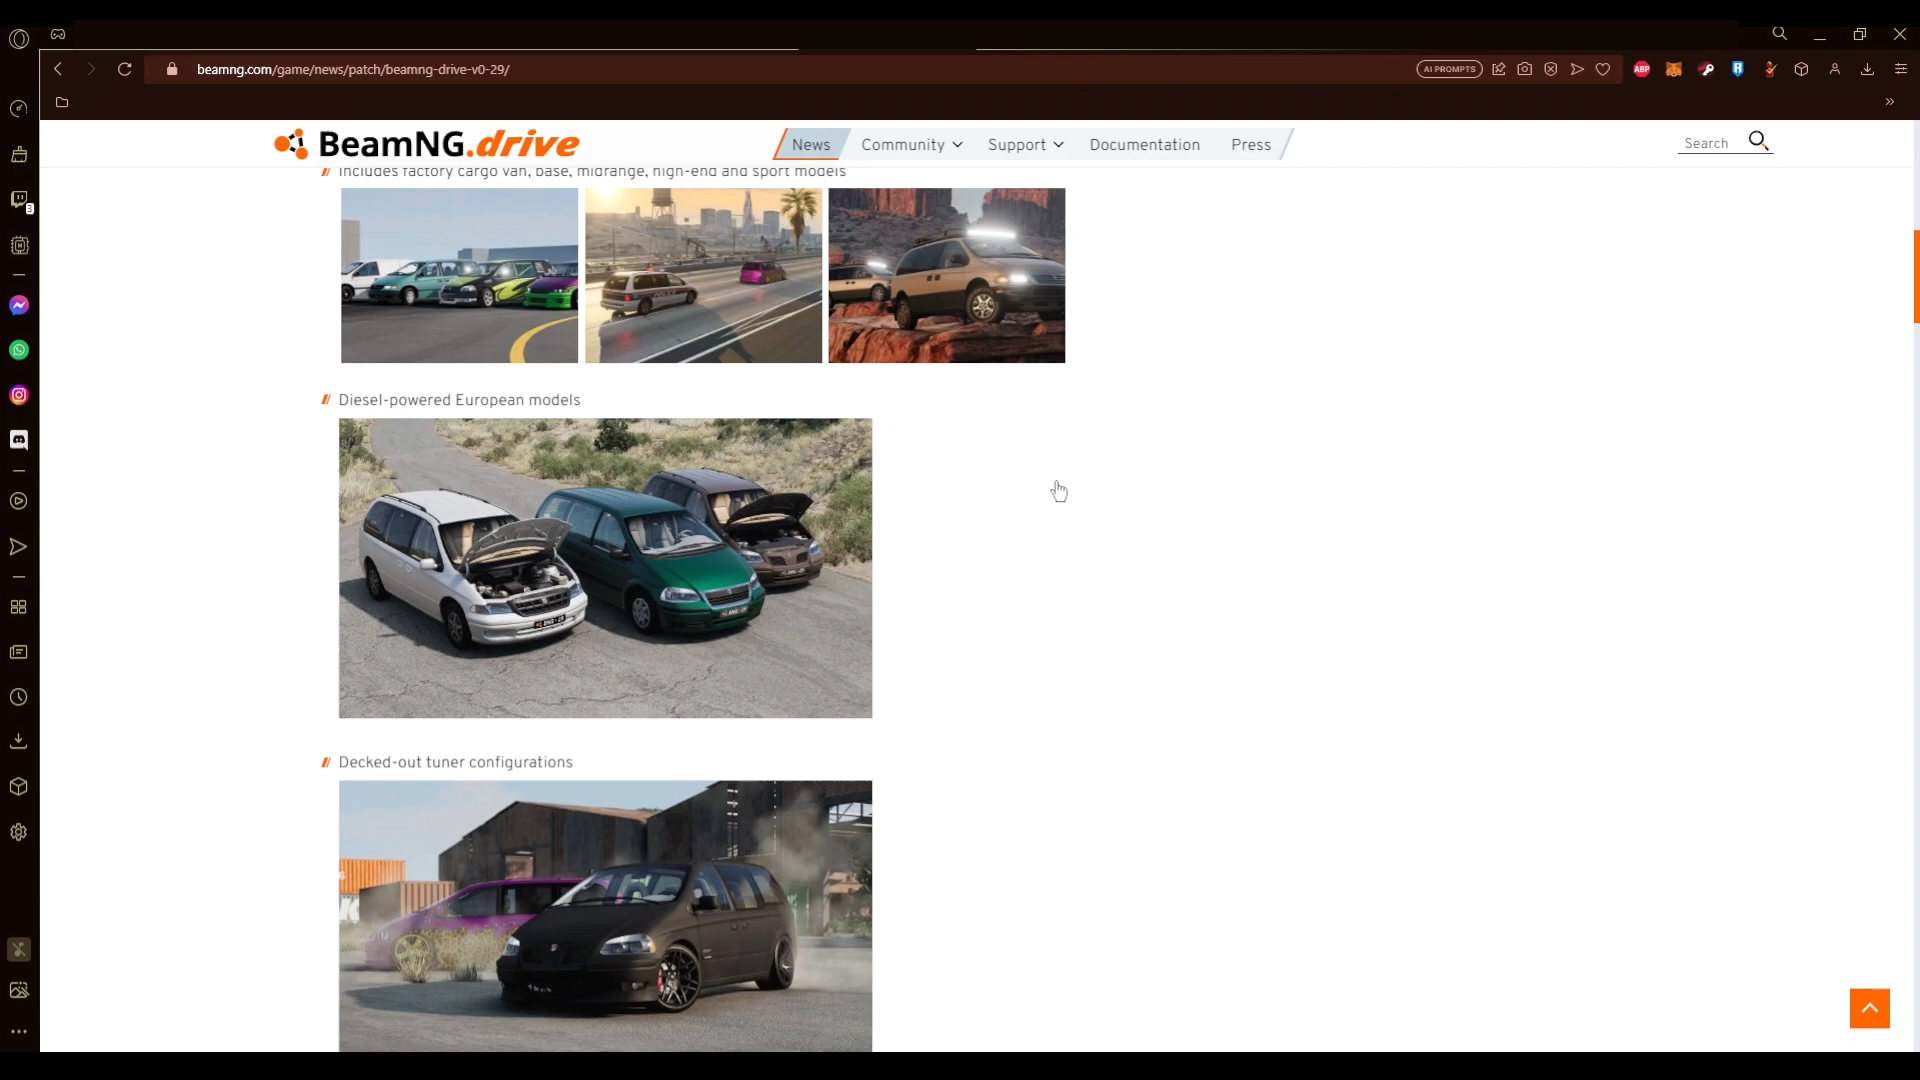 3
beamng.com/game/news/patch/beamng-drive-v0-29/
AI PROMPTS
ABP
BeamNG.drive
News
Community
Support
Documentation
Press
Search
Includes factory cargo van, base, midrange, high-end and sport models
Diesel-powered European models
Decked-out tuner configurations